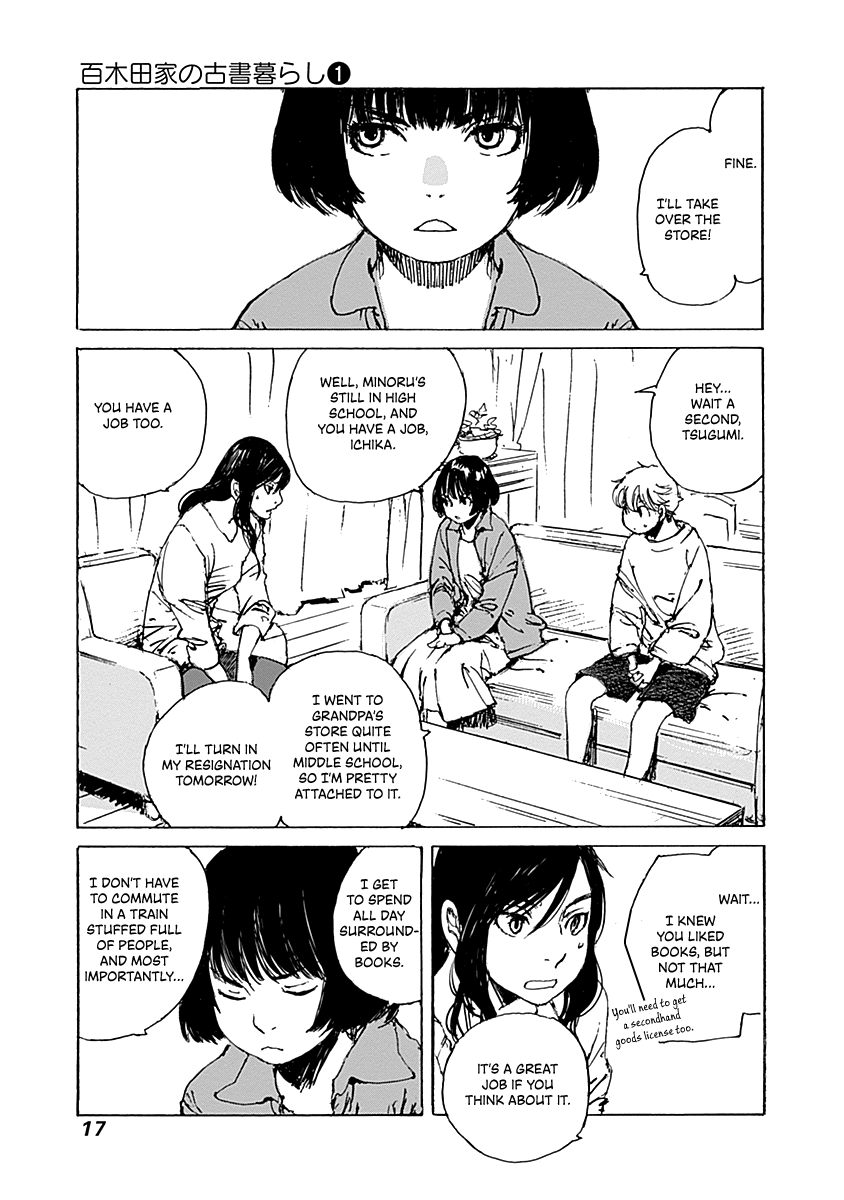 百木田家の古書暮らし❶
FINE.
I'LL TAKE
OVER THE
STORE!
HEY...
WAIT A
SECOND,
TSUGUMI.
WELL, MINORU'S
STILL IN HIGH
SCHOOL, AND
YOU HAVE A JOB,
ICHIKA.
YOU HAVE A
JOB TOO.
I WENT TO
GRANDPA'S
STORE QUITE
OFTEN UNTIL
MIDDLE SCHOOL,
SO I'M PRETTY
ATTACHED TO IT.
I'LL TURN IN
MY RESIGNATION
TOMORROW!
WAIT...
I KNEW
YOU LIKED
BOOKS, BUT
NOT THAT
MUCH...
You'll need to get
a secondhand
goods license too.
IT'S A GREAT
JOB IF YOU
THINK ABOUT IT.
I GET
TO SPEND
ALL DAY
SURROUND-
ED BY
BOOKS.
I DON'T HAVE
TO COMMUTE
IN A TRAIN
STUFFED FULL
OF PEOPLE,
AND MOST
IMPORTANTLY...
17